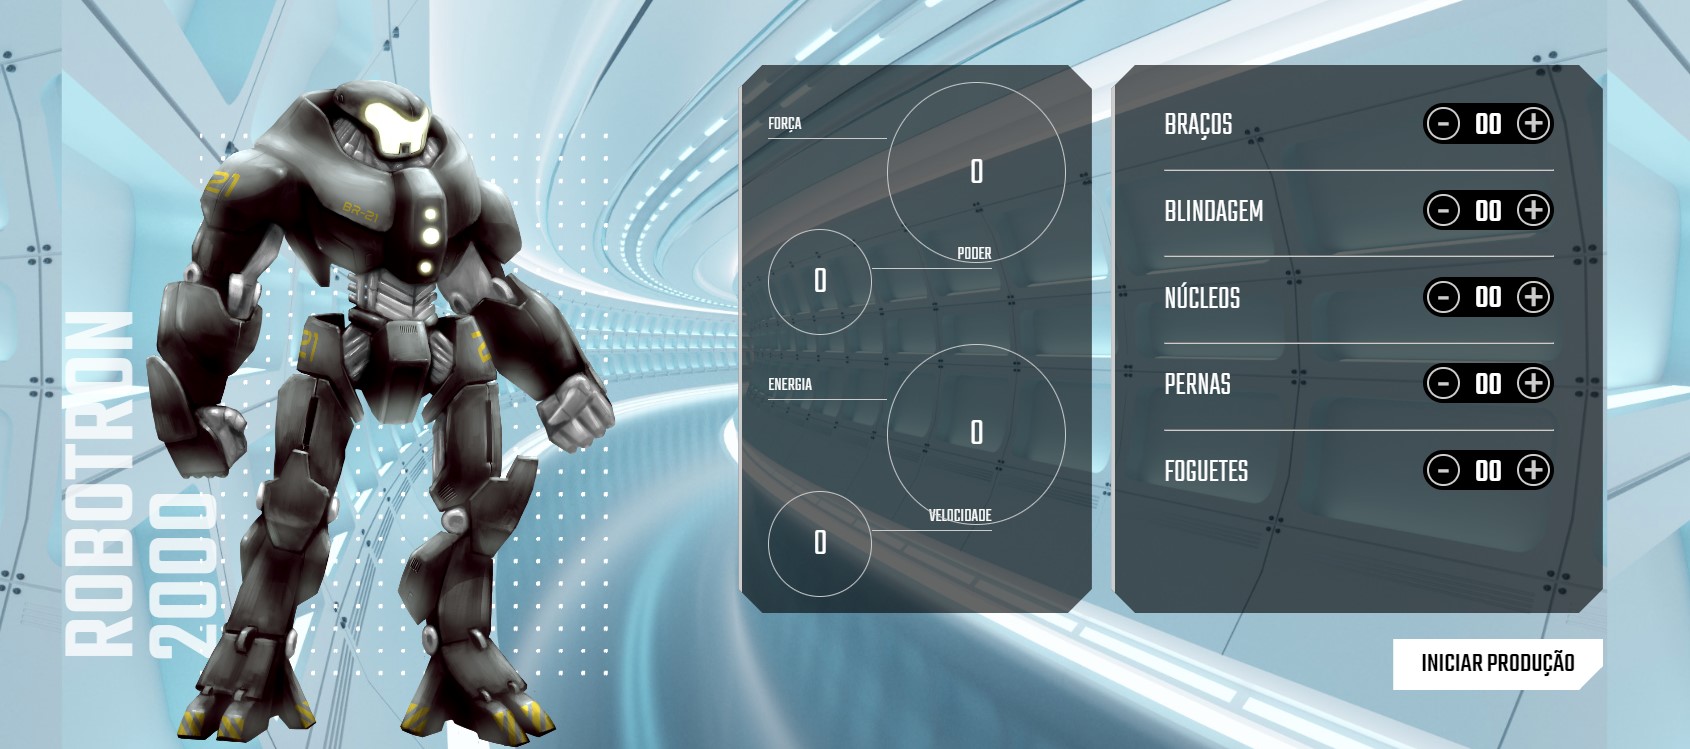 ROBOTRON
2000
21
BR-21
21
2
FORÇA
0
PODER
0
ENERGIA
0
VELOCIDADE
0
BRAÇOS - 00 +
BLINDAGEM - 00 +
NÚCLEOS - 00 +
PERNAS - 00 +
FOGUETES - 00 +
INICIAR PRODUÇÃO